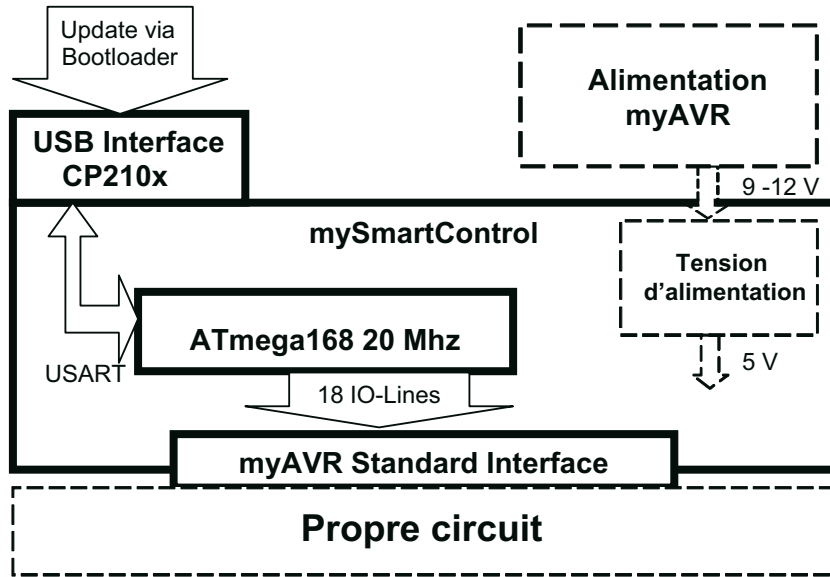 Update via
Bootloader
Alimentation
myAVR
USB Interface
CP210x
9 -12 V
mySmartControl
Tension
d'alimentation
ATmega168 20 Mhz
USART
5 V
18 IO-Lines
myAVR Standard Interface
Propre circuit